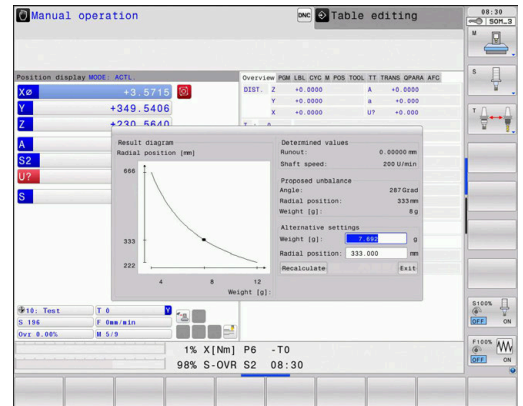 Manual operation
DNC Table editing
08:30
SOM_3
M
Position display MODE: ACTL.
Overview PGM LBL CYC M POS TOOL TT TRANS QPARA AFC
XØ +3.5715
DIST. Z +0.0000 A +0.0000
S
Y +349.5406
Y +0.0000 a +0.000
Z +230.5640
X +0.0000 U? +0.000
T
A
S2
U?
S
Result diagram
Radial position [mm]
666
333
222
4 8 12
Weight [g]:
Determined values
Runout: 0.00000 mm
Shaft speed: 200 U/min
Proposed unbalance
Angle: 287 Grad
Radial position: 333 mm
Weight [g]: 8 g
Alternative settings
Weight [g]: 7.692 g
Radial position: 333.000 mm
Recalculate Exit
10: Test T 0 Y
S 196 F 0mm/min
Ovr 0.00% M 5/9
S100%
OFF ON
1% X[Nm] P6 -T0
98% S-OVR S2 08:30
F100%
OFF ON